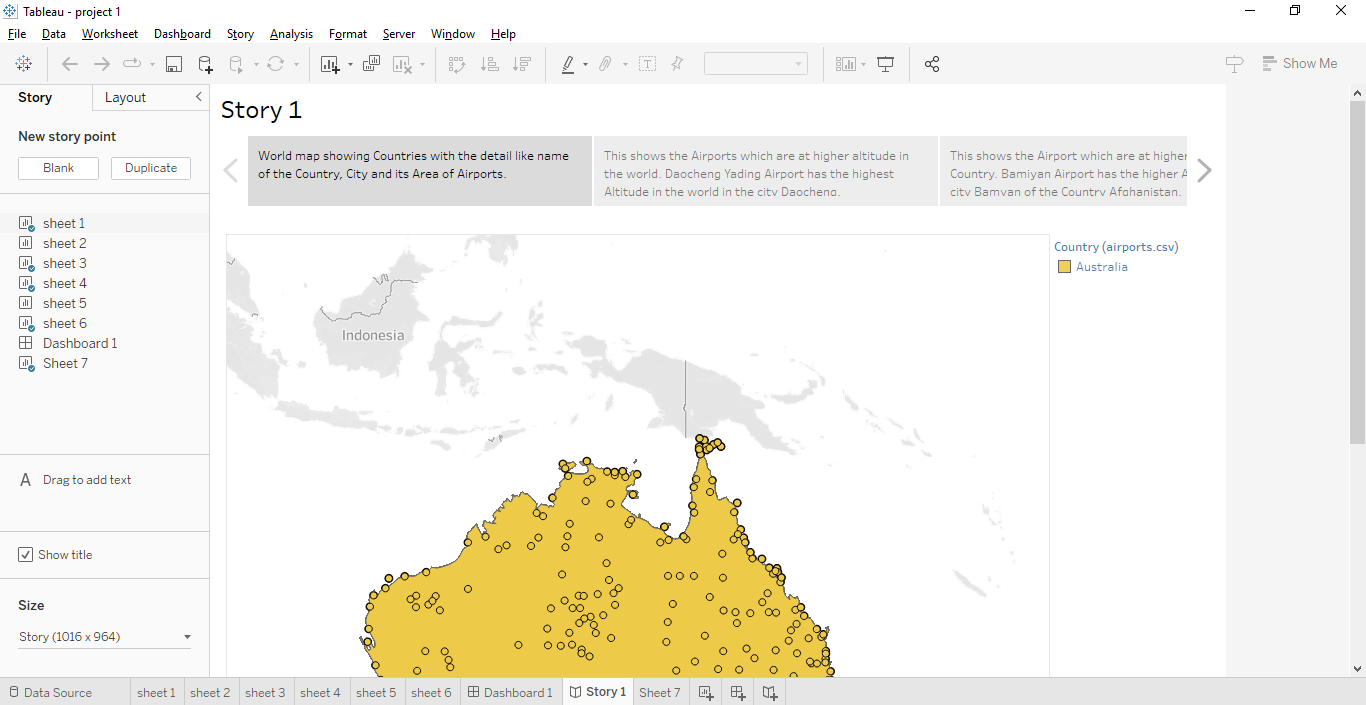 Tableau - project 1
File Data Worksheet Dashboard Story Analysis Format Server Window Help
Show Me
Story Layout
New story point
Blank Duplicate
sheet 1
sheet 2
sheet 3
sheet 4
sheet 5
sheet 6
Dashboard 1
Sheet 7
A Drag to add text
Show title
Size
Story (1016 x 964)
Story 1
World map showing Countries with the detail like name
of the Country, City and its Area of Airports.
This shows the Airports which are at higher altitude in
the world. Daocheng Yading Airport has the highest
Altitude in the world in the city Daocheng.
This shows the Airport which are at higher
Country. Bamiyan Airport has the higher A
city Bamyan of the Country Afghanistan.
Indonesia
Country (airports.csv)
Australia
Data Source sheet 1 sheet 2 sheet 3 sheet 4 sheet 5 sheet 6 Dashboard 1 Story 1 Sheet 7